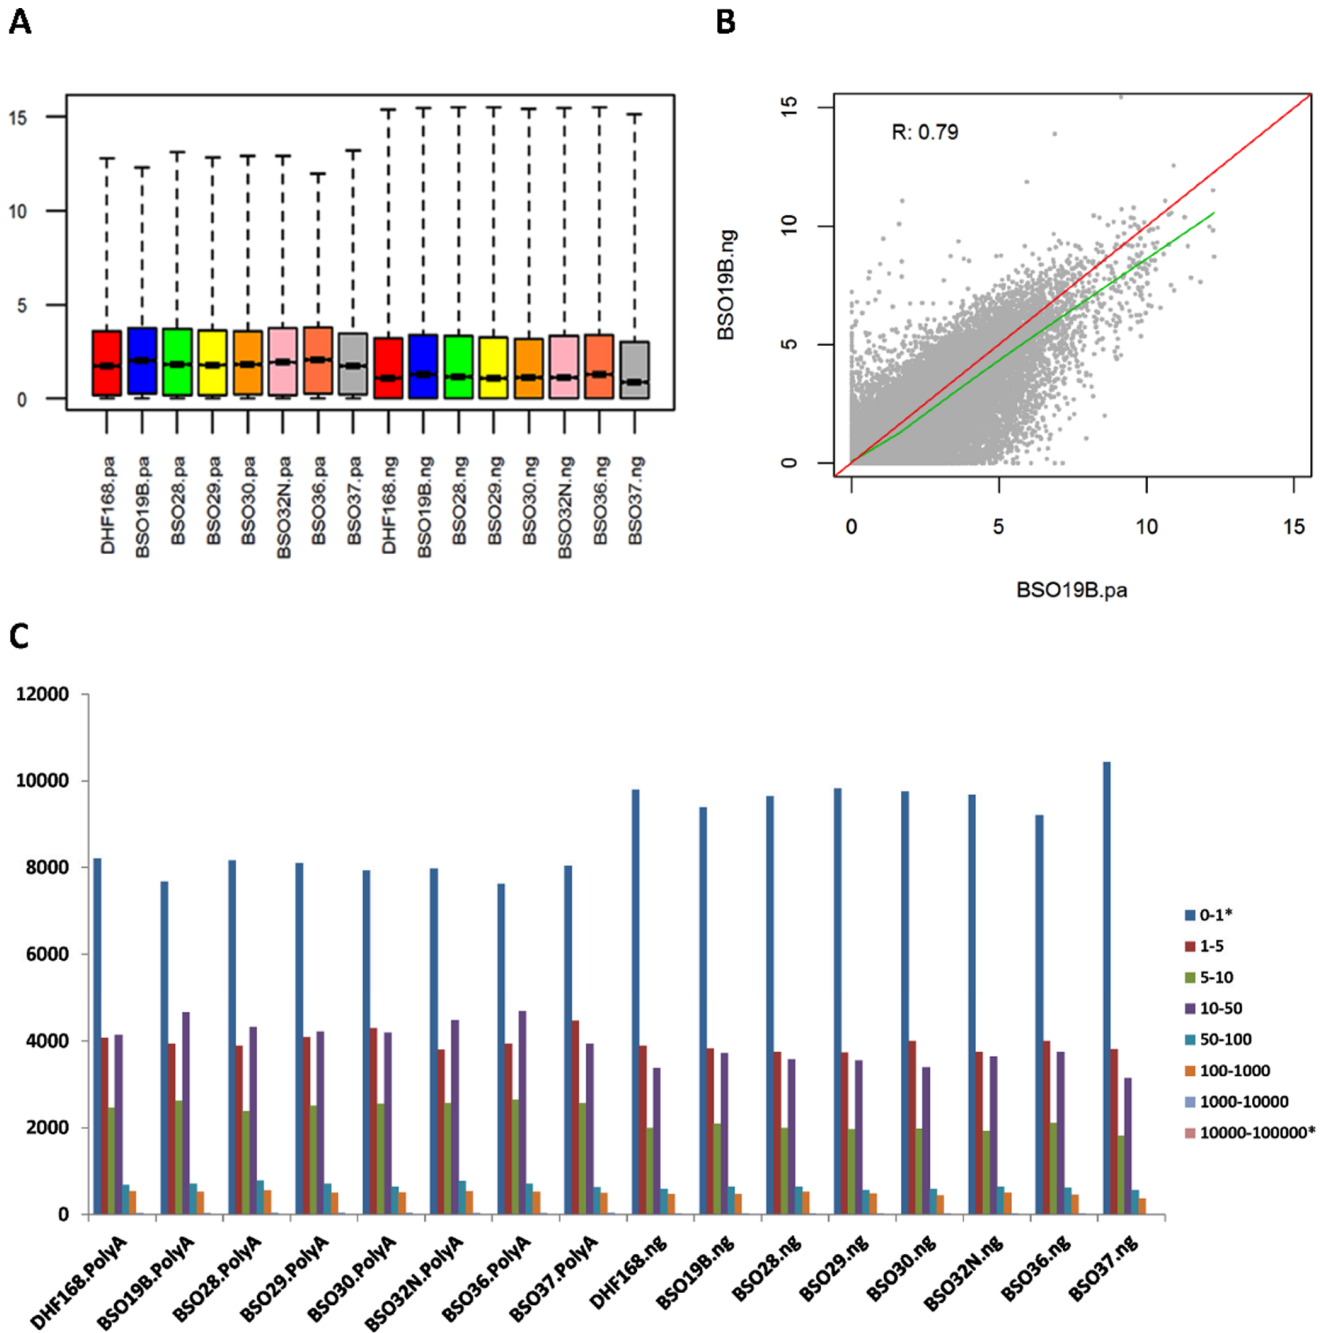 A
15
10
5
0
DHF168.pa
BSO19B.pa
BSO28.pa
BSO29.pa
BSO30.pa
BSO32N.pa
BSO36.pa
BSO37.pa
DHF168.ng
BSO19B.ng
BSO28.ng
BSO29.ng
BSO30.ng
BSO32N.ng
BSO36.ng
BSO37.ng
B
R: 0.79
BSO19B.ng
15
10
5
0
0 5 10 15
BSO19B.pa
C
12000
10000
8000
6000
4000
2000
0
DHF168.PolyA
BSO19B.PolyA
BSO28.PolyA
BSO29.PolyA
BSO30.PolyA
BSO32N.PolyA
BSO36.PolyA
BSO37.PolyA
DHF168.ng
BSO19B.ng
BSO28.ng
BSO29.ng
BSO30.ng
BSO32N.ng
BSO36.ng
BSO37.ng
0-1*
1-5
5-10
10-50
50-100
100-1000
1000-10000
10000-100000*